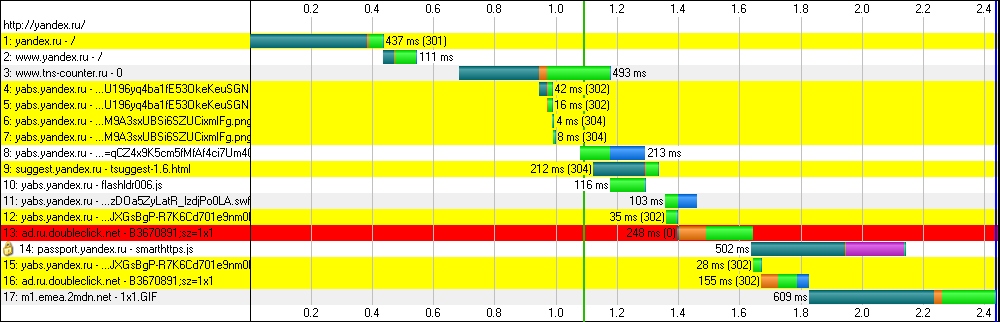 0.2 0.4 0.6 0.8 1.0 1.2 1.4 1.6 1.8 2.0 2.2 2.4
http://yandex.ru/
1: yandex.ru - / 437 ms (301)
2: www.yandex.ru - / 111 ms
3: www.tns-counter.ru - 0 493 ms
4: yabs.yandex.ru - ...U196yq4ba1fE53OkeKeuSGN 42 ms (302)
5: yabs.yandex.ru - ...U196yq4ba1fE53OkeKeuSGN 16 ms (302)
6: yabs.yandex.ru - ...M9A3sxUBSi6SZUCixmIFg.png 4 ms (304)
7: yabs.yandex.ru - ...M9A3sxUBSi6SZUCixmIFg.png 8 ms (304)
8: yabs.yandex.ru - ...=qCZ4x9K5cm5fMfAf4ci7Um40 213 ms
9: suggest.yandex.ru - tsuggest-1.6.html 212 ms (304)
10: yabs.yandex.ru - flashldr006.js 116 ms
11: yabs.yandex.ru - ...zDOa5ZyLatR_IzdjPo0LA.swf 103 ms
12: yabs.yandex.ru - ...JXGsBgP-R7K6Cd701e9nm0 35 ms (302)
13: ad.ru.doubleclick.net - B3670891;sz=1x1 248 ms (0)
14: passport.yandex.ru - smarthttps.js 502 ms
15: yabs.yandex.ru - ...JXGsBgP-R7K6Cd701e9nm0 28 ms (302)
16: ad.ru.doubleclick.net - B3670891;sz=1x1 155 ms (302)
17: m1.emea.2mdn.net - 1x1.GIF 609 ms
0.2 0.4 0.6 0.8 1.0 1.2 1.4 1.6 1.8 2.0 2.2 2.4